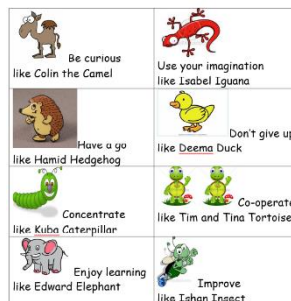 Be curious
like Colin the Camel
Use your imagination
like Isabel Iguana
Have a go
like Hamid Hedgehog
Don't give up
like Deema Duck
Concentrate
like Kuba Caterpillar
Co-operate
like Tim and Tina Tortoise
Enjoy learning
like Edward Elephant
Improve
like Ishan Insect